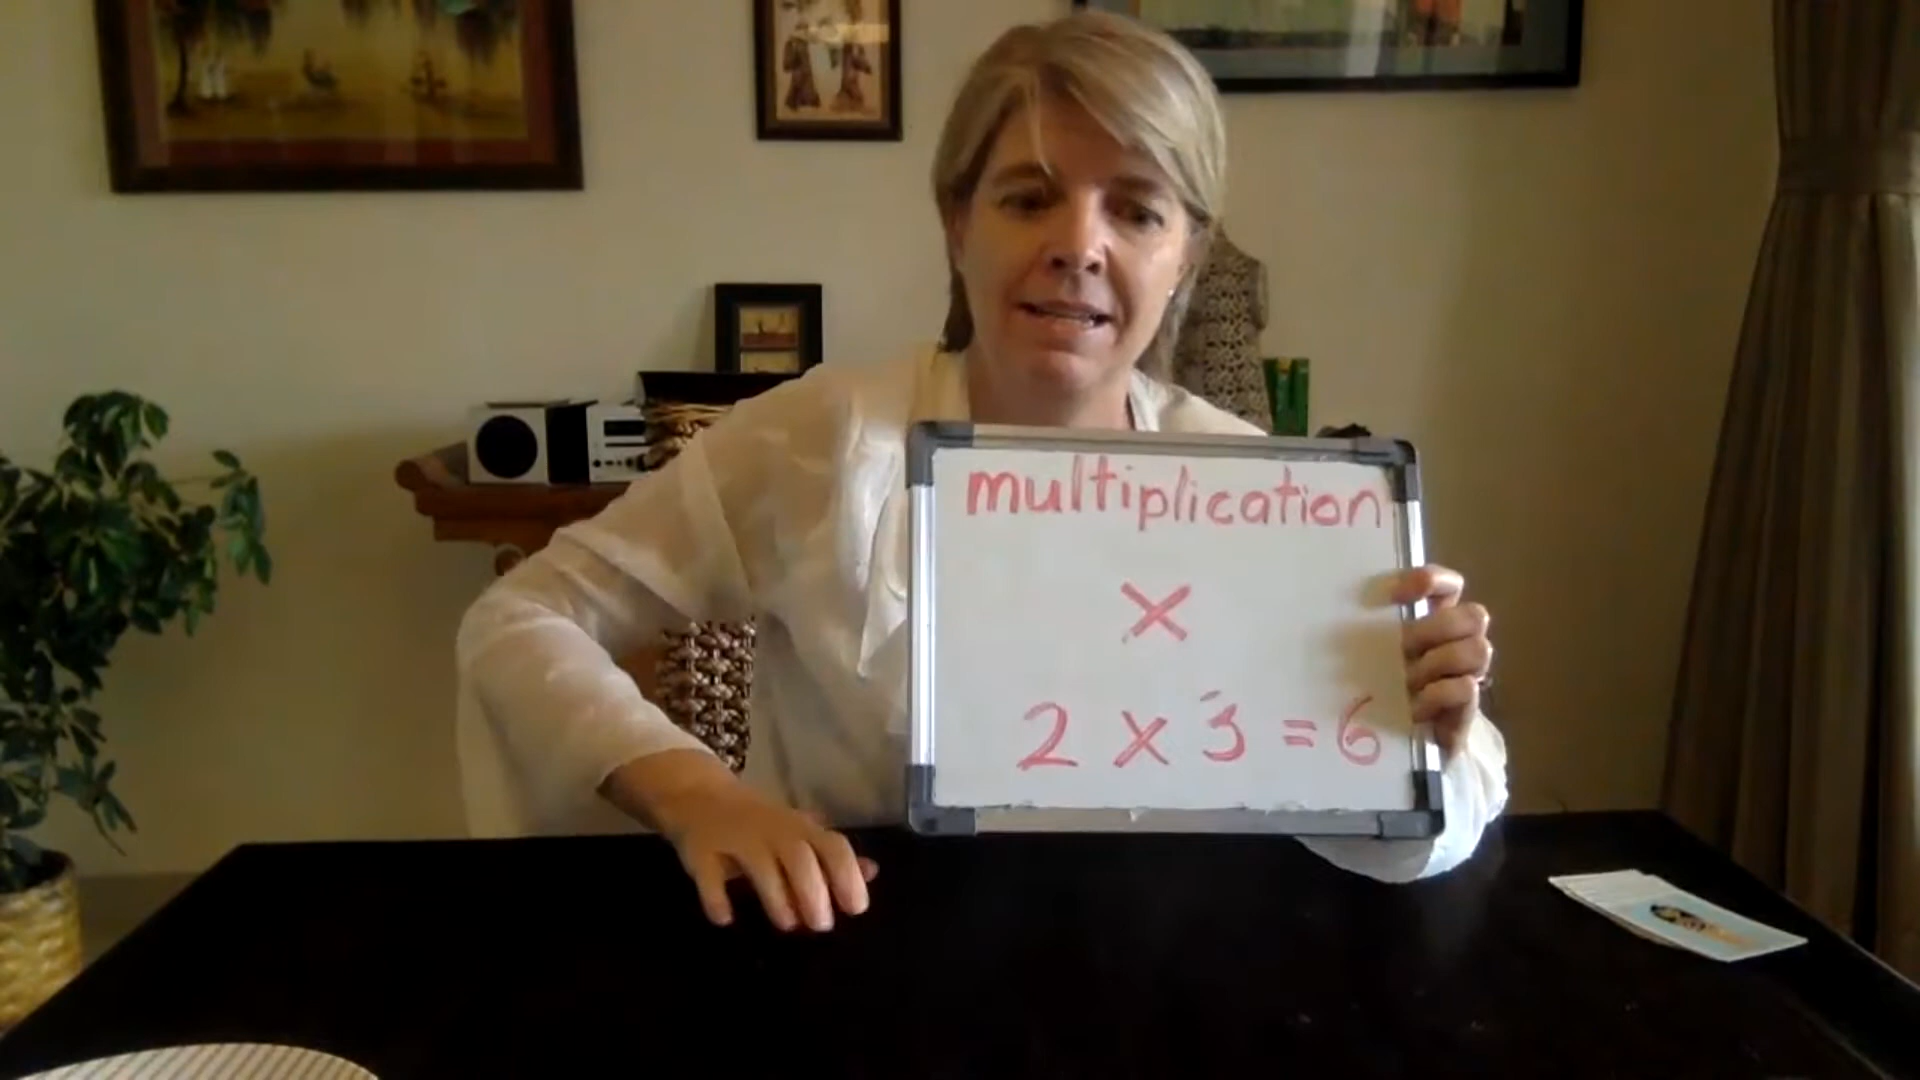 multiplication
×
2 × 3 = 6